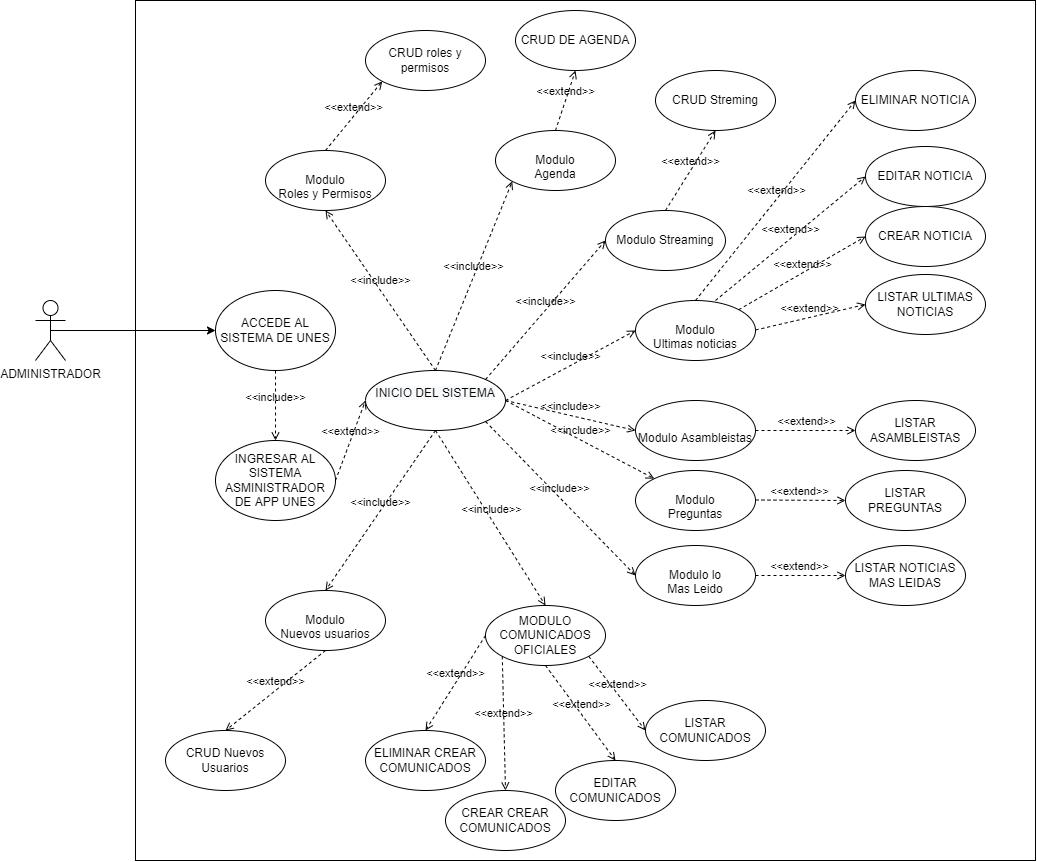 CRUD DE AGENDA
CRUD roles y
permisos
<<extend>>
<<extend>>
CRUD Streming
ELIMINAR NOTICIA
Modulo
Agenda
<<extend>>
Modulo
Roles y Permisos
<<extend>>
EDITAR NOTICIA
<<extend>>
CREAR NOTICIA
Modulo Streaming
<<extend>>
<<include>>
<<include>>
<<include>>
<<extend>>
LISTAR ULTIMAS
NOTICIAS
ACCEDE AL
SISTEMA DE UNES
Modulo
Ultimas noticias
<<include>>
ADMINISTRADOR
<<include>>
INICIO DEL SISTEMA
<<include>>
<<extend>>
<<include>>
<<extend>>
Modulo Asambleistas
LISTAR
ASAMBLEISTAS
INGRESAR AL
SISTEMA
ASMINISTRADOR
DE APP UNES
<<include>>
<<include>>
<<include>>
Modulo
Preguntas
<<extend>>
LISTAR
PREGUNTAS
Modulo lo
Mas Leido
<<extend>>
LISTAR NOTICIAS
MAS LEIDAS
Modulo
Nuevos usuarios
MODULO
COMUNICADOS
OFICIALES
<<extend>>
<<extend>>
<<extend>>
<<extend>>
<<extend>>
CRUD Nuevos
Usuarios
ELIMINAR CREAR
COMUNICADOS
LISTAR
COMUNICADOS
EDITAR
COMUNICADOS
CREAR CREAR
COMUNICADOS